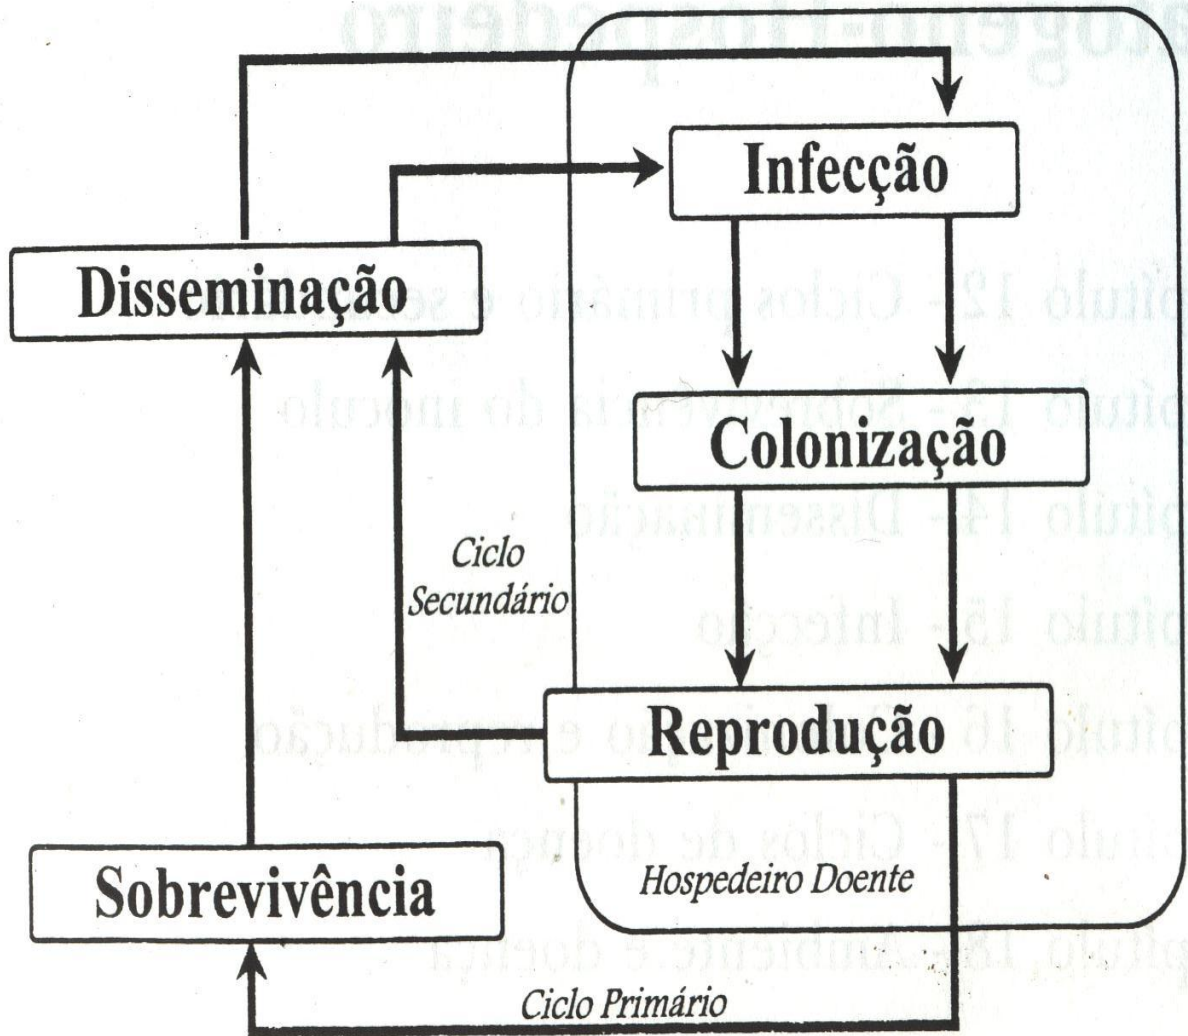 Infecção
Disseminação
Colonização
Ciclo
Secundário
Reprodução
Sobrevivência
Hospedeiro Doente
Ciclo Primário